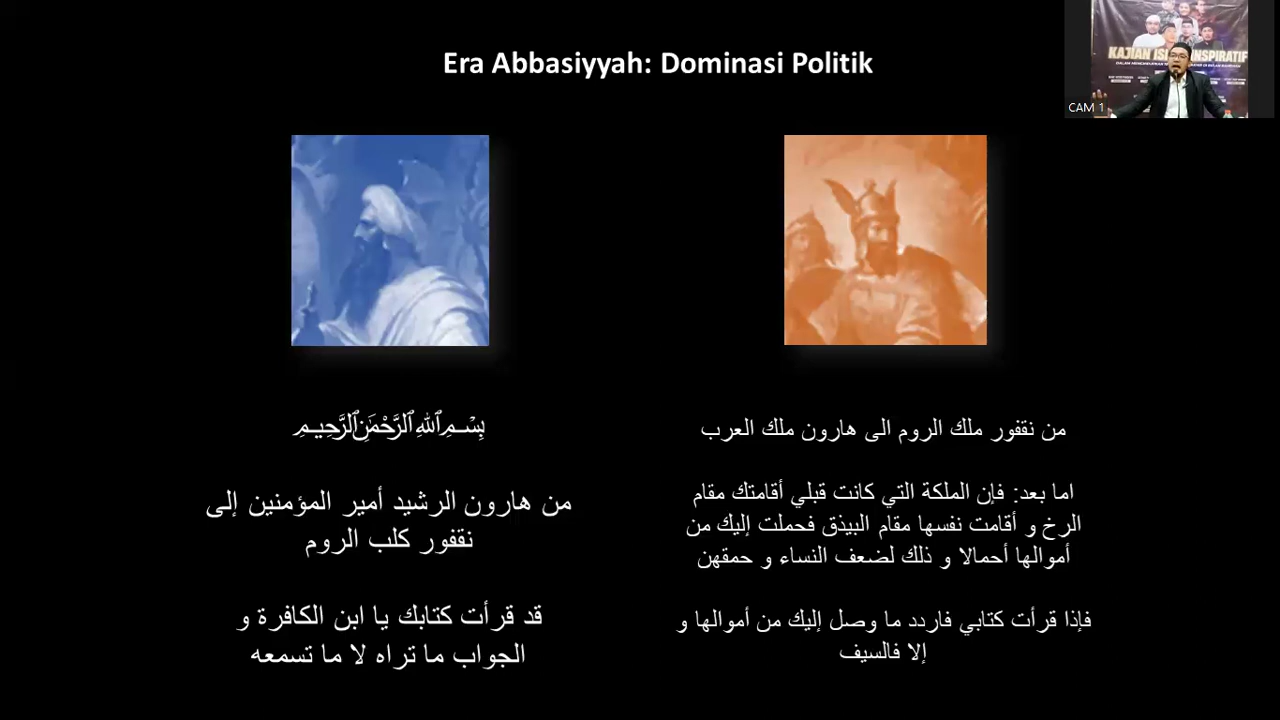 Era Abbasiyyah: Dominasi Politik
CAM 1
KAJIAN ISLAM INSPIRATIF
بِسْمِ ٱللَّهِ ٱلرَّحْمَٰنِ ٱلرَّحِيمِ
من هارون الرشيد أمير المؤمنين إلى
نقفور كلب الروم
قد قرأت كتابك يا ابن الكافرة و
الجواب ما تراه لا ما تسمعه
من نقفور ملك الروم الى هارون ملك العرب
اما بعد: فإن الملكة التي كانت قبلي أقامتك مقام
الرخ و أقامت نفسها مقام البيذق فحملت إليك من
أموالها أحمالا و ذلك لضعف النساء و حمقهن
فإذا قرأت كتابي فاردد ما وصل إليك من أموالها و
إلا فالسيف